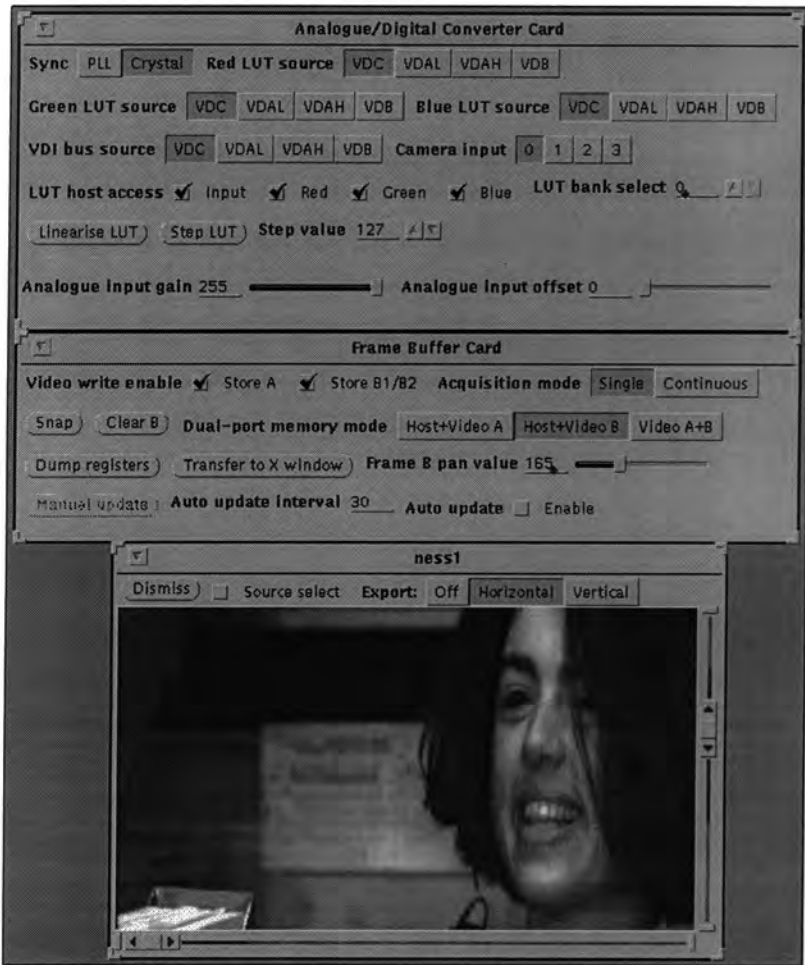 Analogue/Digital Converter Card
Sync PLL Crystal Red LUT source VDC VDAL VDAH VDB
Green LUT source VDC VDAL VDAH VDB Blue LUT source VDC VDAL VDAH VDB
VDI bus source VDC VDAL VDAH VDB Camera input 0 1 2 3
LUT host access Input Red Green Blue LUT bank select 0
Linearise LUT Step LUT Step value 127
Analogue input gain 255 Analogue input offset 0
Frame Buffer Card
Video write enable Store A Store B1/B2 Acquisition mode Single Continuous
Snap Clear B Dual-port memory mode Host+Video A Host+Video B Video A+B
Dump registers Transfer to X window Frame B pan value 165
Manual update Auto update interval 30 Auto update Enable
ness1
Dismiss Source select Export: Off Horizontal Vertical